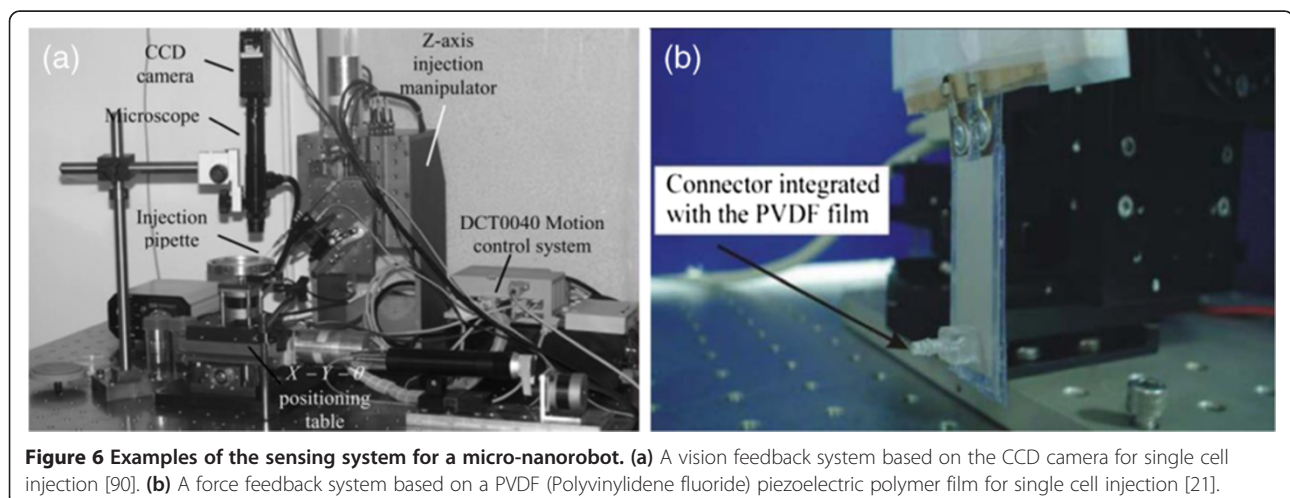 (a)
CCD
camera
Microscope
Injection
pipette
Z-axis
injection
manipulator
DCT0040 Motion
control system
X – Y – θ
positioning
table
(b)
Connector integrated
with the PVDF film
Figure 6 Examples of the sensing system for a micro-nanorobot. (a) A vision feedback system based on the CCD camera for single cell
injection [90]. (b) A force feedback system based on a PVDF (Polyvinylidene fluoride) piezoelectric polymer film for single cell injection [21].